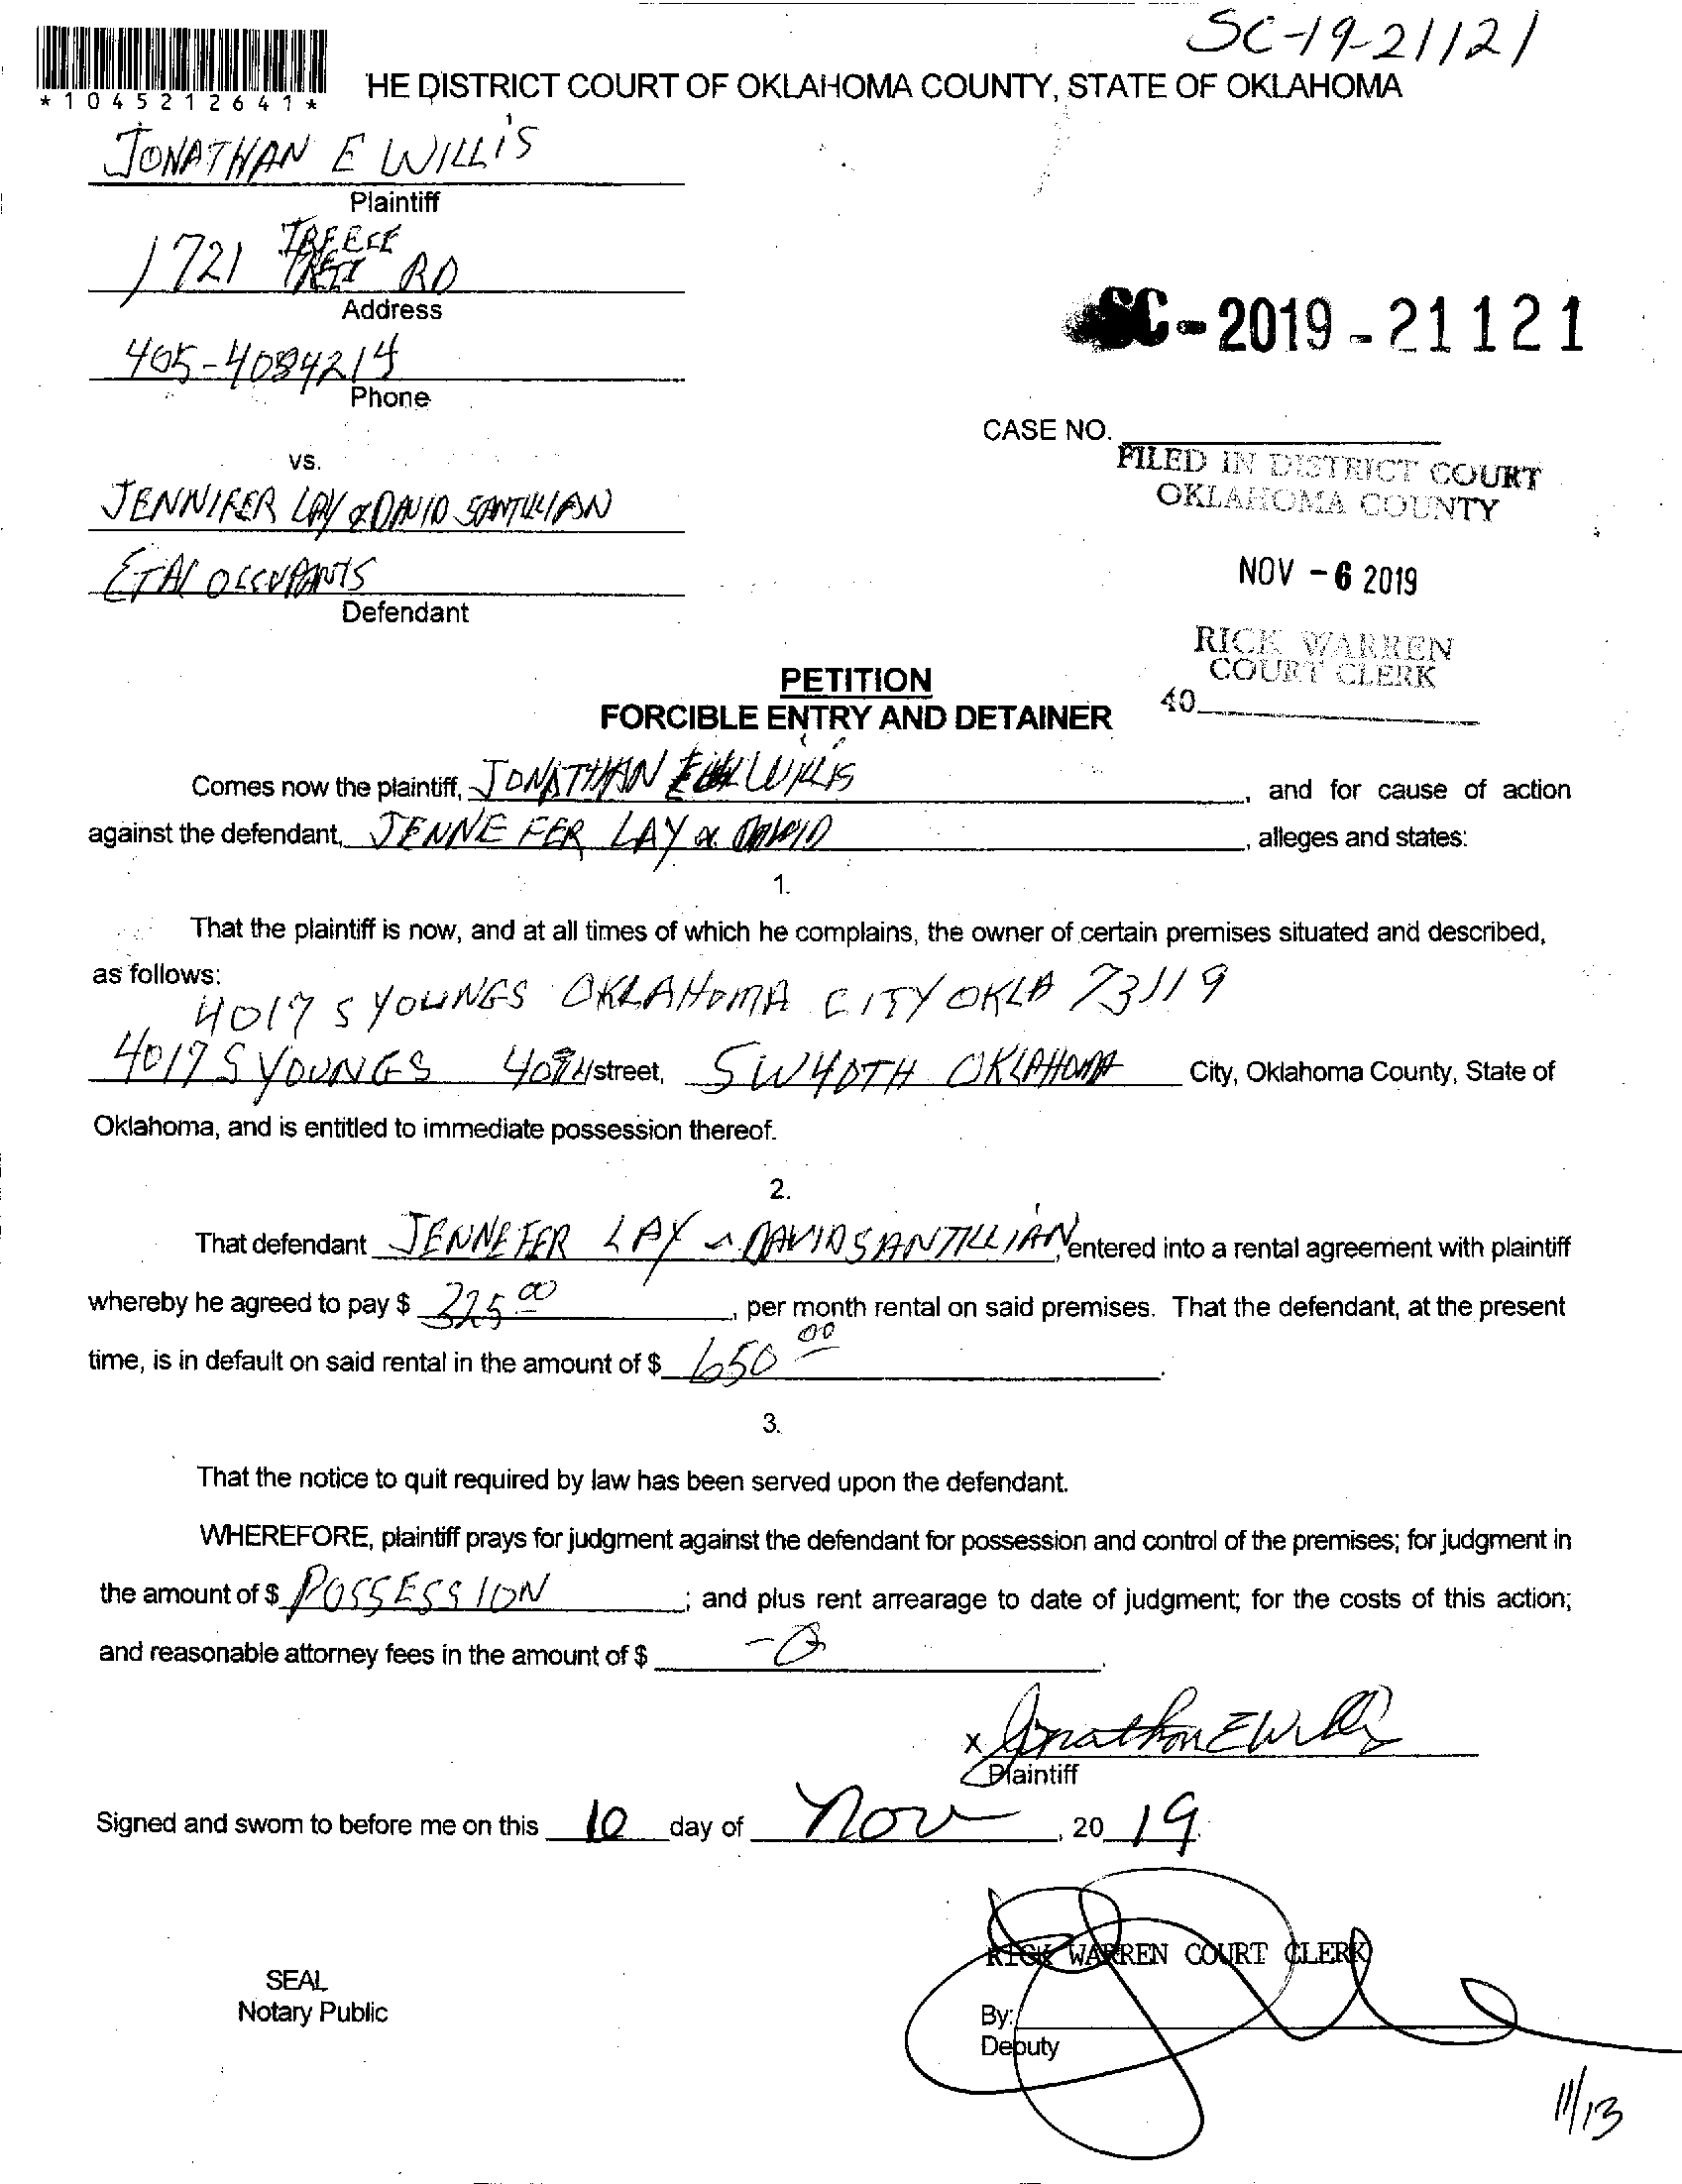 SC-19-21121
*1045212641*
HE DISTRICT COURT OF OKLAHOMA COUNTY, STATE OF OKLAHOMA
JONATHAN E WILLIS
Plaintiff
1721 TREECE RD
Address
405-4084214
Phone
SC-2019-21121
CASE NO.
vs.
FILED IN DISTRICT COURT
OKLAHOMA COUNTY
JENNIFER LAY & DAVID SANTILLIAN
ET AL OCCUPANTS
Defendant
NOV - 6 2019
RICK WARREN
COURT CLERK
40
PETITION
FORCIBLE ENTRY AND DETAINER
Comes now the plaintiff, JONATHAN E WILLIS, and for cause of action
against the defendant, JENNEFER LAY & DAVID, alleges and states:
1.
That the plaintiff is now, and at all times of which he complains, the owner of certain premises situated and described,
as follows:
4017 S YOUNGS OKLAHOMA CITY OKLA 73119
4017 S YOUNGS 40TH street, SW 40TH OKLAHOMA City, Oklahoma County, State of
Oklahoma, and is entitled to immediate possession thereof.
2.
That defendant JENNEFER LAY DAVID SANTILLIAN, entered into a rental agreement with plaintiff
whereby he agreed to pay $ 325 00, per month rental on said premises. That the defendant, at the present
time, is in default on said rental in the amount of $ 650 00.
3.
That the notice to quit required by law has been served upon the defendant.
WHEREFORE, plaintiff prays for judgment against the defendant for possession and control of the premises; for judgment in
the amount of $ POSSESSION; and plus rent arrearage to date of judgment; for the costs of this action;
and reasonable attorney fees in the amount of $ -0.
x Jonathon E Willis
Plaintiff
Signed and sworn to before me on this 10 day of Nov, 20 19.
RICK WARREN COURT CLERK
SEAL
Notary Public
By:
Deputy
11/13